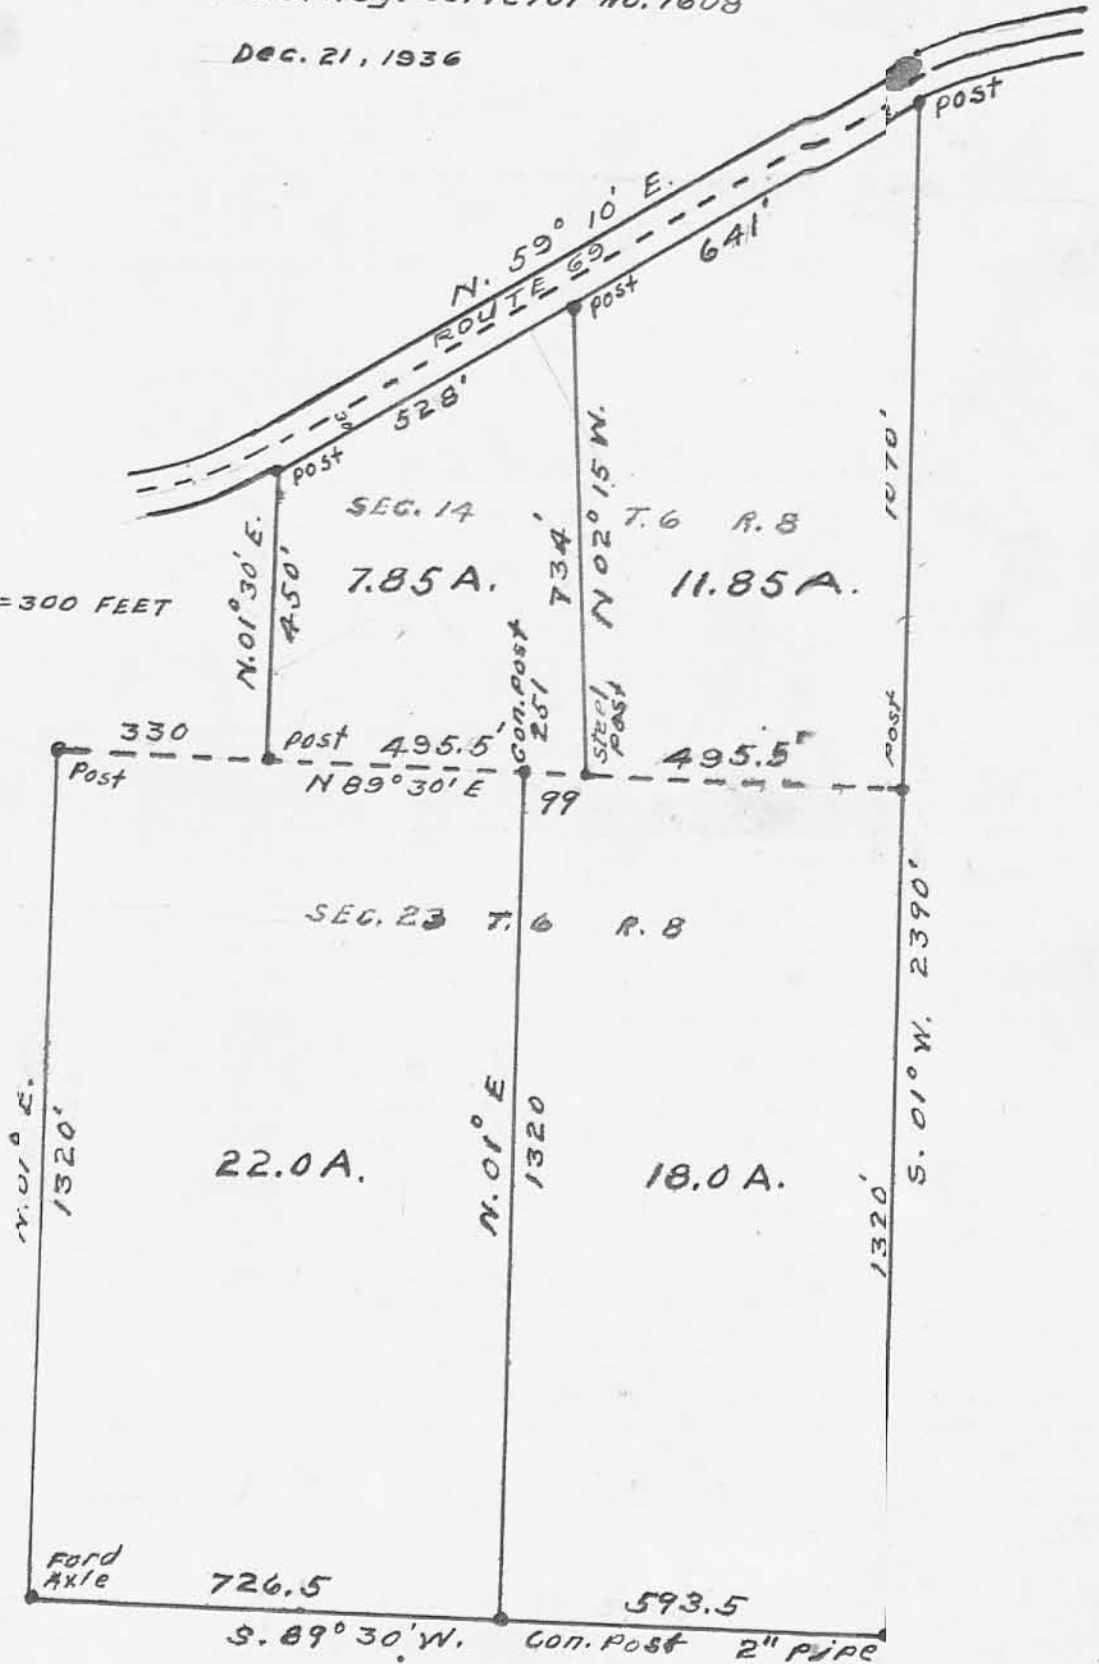 No. 1608
Dec. 21, 1936
post
N. 59° 10' E.
ROUTE 69
641'
post
528'
30
post
SEC. 14
T. 6 R. 8
1070'
N. 01° 30' E.
450'
7.85 A.
734'
N 02° 15 W.
11.85 A.
= 300 FEET
Con. Post
251
Steel Post
Post
330
Post
post
495.5'
N 89° 30' E
99
495.5'
SEC. 23 T. 6 R. 8
S. 01° W. 2390'
N. 01° E.
1320'
22.0 A.
N. 01° E
1320
18.0 A.
1320'
Ford
Axle
726.5
593.5
S. 89° 30' W.
Con. Post
2" Pipe